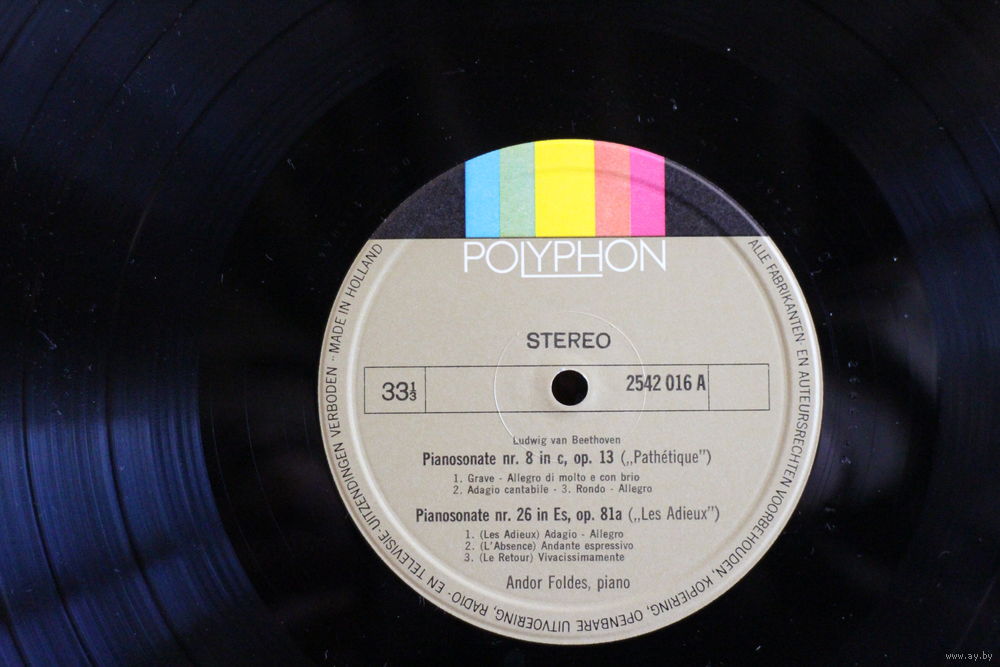 POLYPHON
STEREO
33⅓
2542 016 A
Ludwig van Beethoven
Pianosonate nr. 8 in c, op. 13 („Pathétique”)
1. Grave - Allegro di molto e con brio
2. Adagio cantabile - 3. Rondo - Allegro
Pianosonate nr. 26 in Es, op. 81a („Les Adieux”)
1. (Les Adieux) Adagio - Allegro
2. (L'Absence) Andante espressivo
3. (Le Retour) Vivacissimamente
Andor Foldes, piano
ALLE FABRIKANTEN- EN AUTEURSRECHTEN VOORBEHOUDEN, KOPIERING, OPENBARE UITVOERING, RADIO- EN TELEVISIE-UITZENDINGEN VERBODEN · MADE IN HOLLAND
www.ay.by